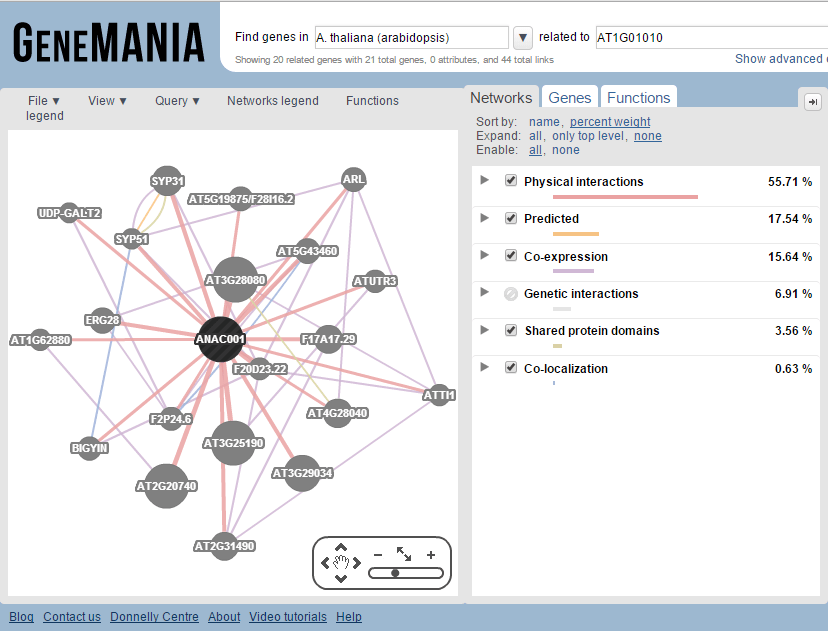 GENEMANIA
Find genes in A. thaliana (arabidopsis) ▼ related to AT1G01010
Showing 20 related genes with 21 total genes, 0 attributes, and 44 total links
Show advanced
File ▼ View ▼ Query ▼ Networks legend Functions
legend
Networks Genes Functions
Sort by: name, percent weight
Expand: all, only top level, none
Enable: all, none
Physical interactions 55.71 %
Predicted 17.54 %
Co-expression 15.64 %
Genetic interactions 6.91 %
Shared protein domains 3.56 %
Co-localization 0.63 %
SYP31
ARL
AT5G19875/F28I16.2
UDP-GAL:T2
SYP51
AT5G43460
AT3G28080
ATUTR3
ERG28
AT1G62880
ANAC001
F17A17.29
F20D23.22
ATTI1
F2P24.6
AT4G28040
BIGYIN
AT3G25190
AT2G20740
AT3G29034
AT2G31490
Blog Contact us Donnelly Centre About Video tutorials Help